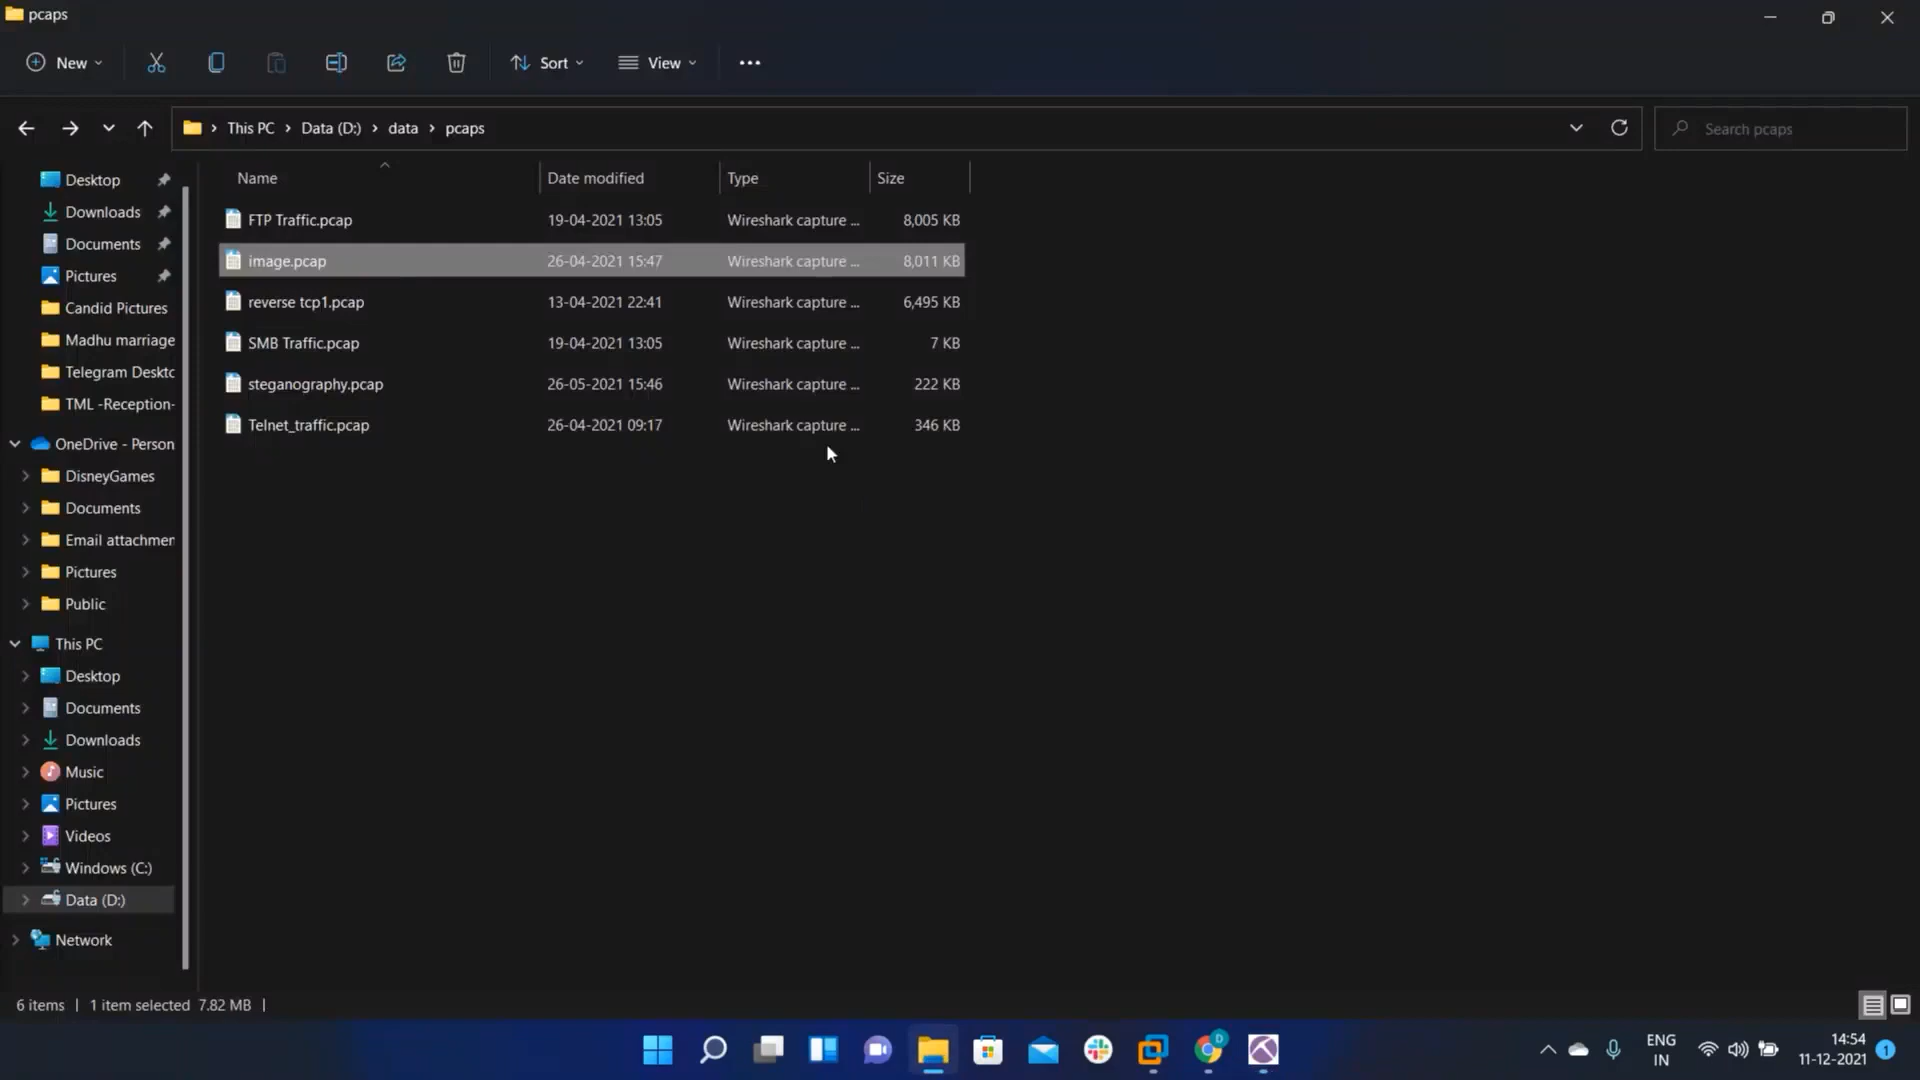 pcaps
New
Sort
View
This PC
Data (D:)
data
pcaps
Search pcaps
Name
Date modified
Type
Size
FTP Traffic.pcap 19-04-2021 13:05 Wireshark capture ... 8,005 KB
image.pcap 26-04-2021 15:47 Wireshark capture ... 8,011 KB
reverse tcp1.pcap 13-04-2021 22:41 Wireshark capture ... 6,495 KB
SMB Traffic.pcap 19-04-2021 13:05 Wireshark capture ... 7 KB
steganography.pcap 26-05-2021 15:46 Wireshark capture ... 222 KB
Telnet_traffic.pcap 26-04-2021 09:17 Wireshark capture ... 346 KB
Desktop
Downloads
Documents
Pictures
Candid Pictures
Madhu marriage
Telegram Deskto
TML -Reception-
OneDrive - Person
DisneyGames
Documents
Email attachmen
Pictures
Public
This PC
Desktop
Documents
Downloads
Music
Pictures
Videos
Windows (C:)
Data (D:)
Network
6 items | 1 item selected 7.82 MB |
D
ENG
IN
14:54
11-12-2021
1